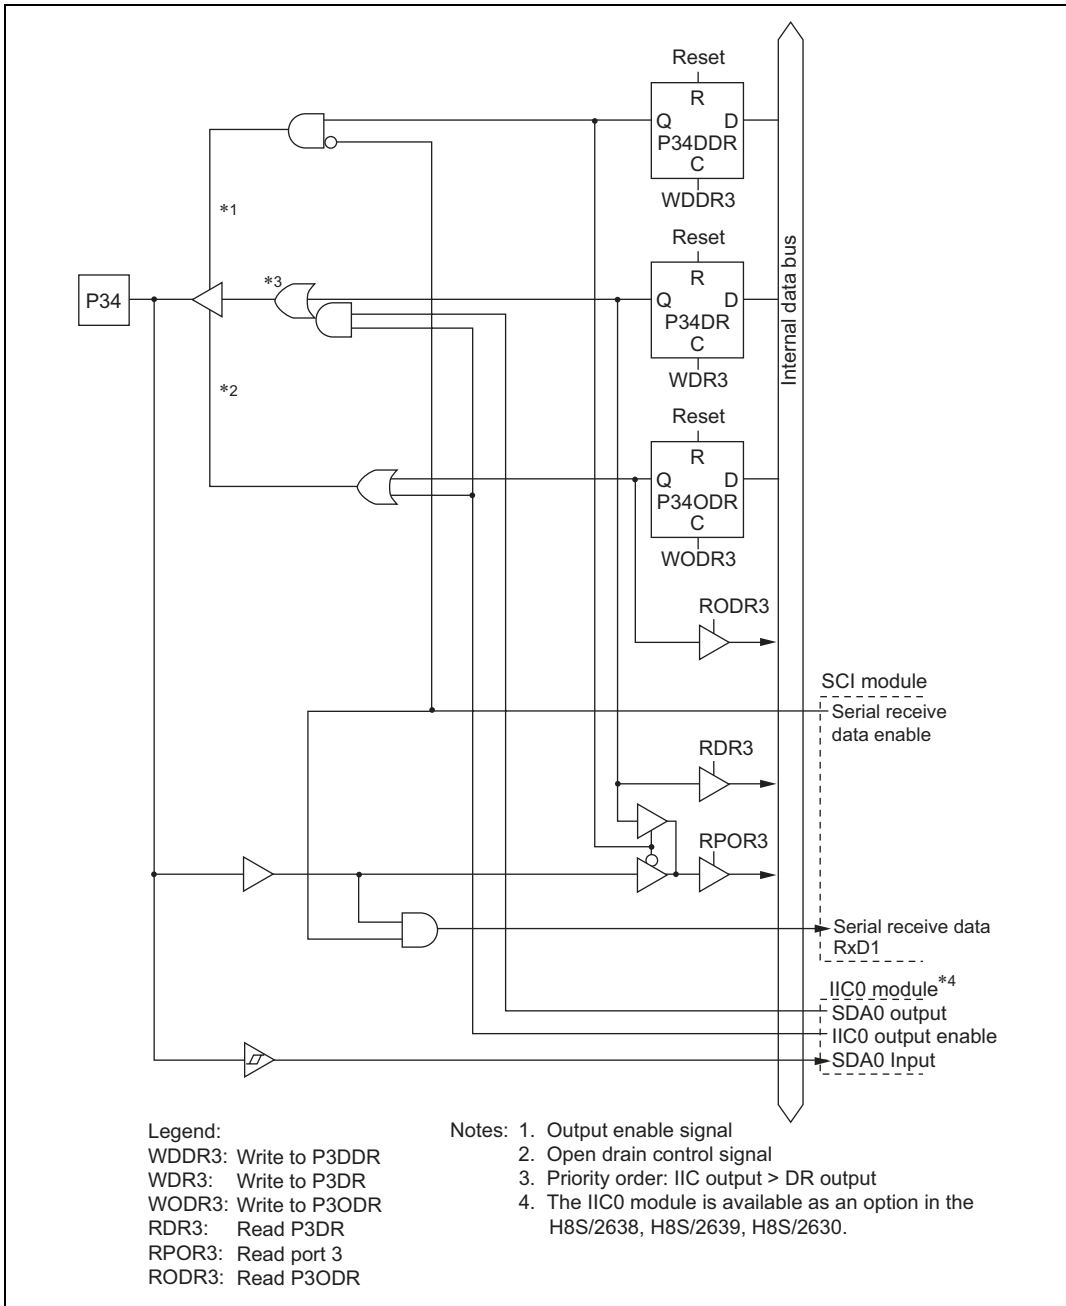 Reset
R
Q D
P34DDR
C
WDDR3
*1
Reset
R
*3
P34
Q D
P34DR
C
WDR3
*2
Internal data bus
Reset
R
Q D
P34ODR
C
WODR3
RODR3
SCI module
Serial receive
data enable
RDR3
RPOR3
Serial receive data
RxD1
IIC0 module*4
SDA0 output
IIC0 output enable
SDA0 Input
Legend:
WDDR3: Write to P3DDR
WDR3: Write to P3DR
WODR3: Write to P3ODR
RDR3: Read P3DR
RPOR3: Read port 3
RODR3: Read P3ODR
Notes: 1. Output enable signal
2. Open drain control signal
3. Priority order: IIC output > DR output
4. The IIC0 module is available as an option in the
H8S/2638, H8S/2639, H8S/2630.